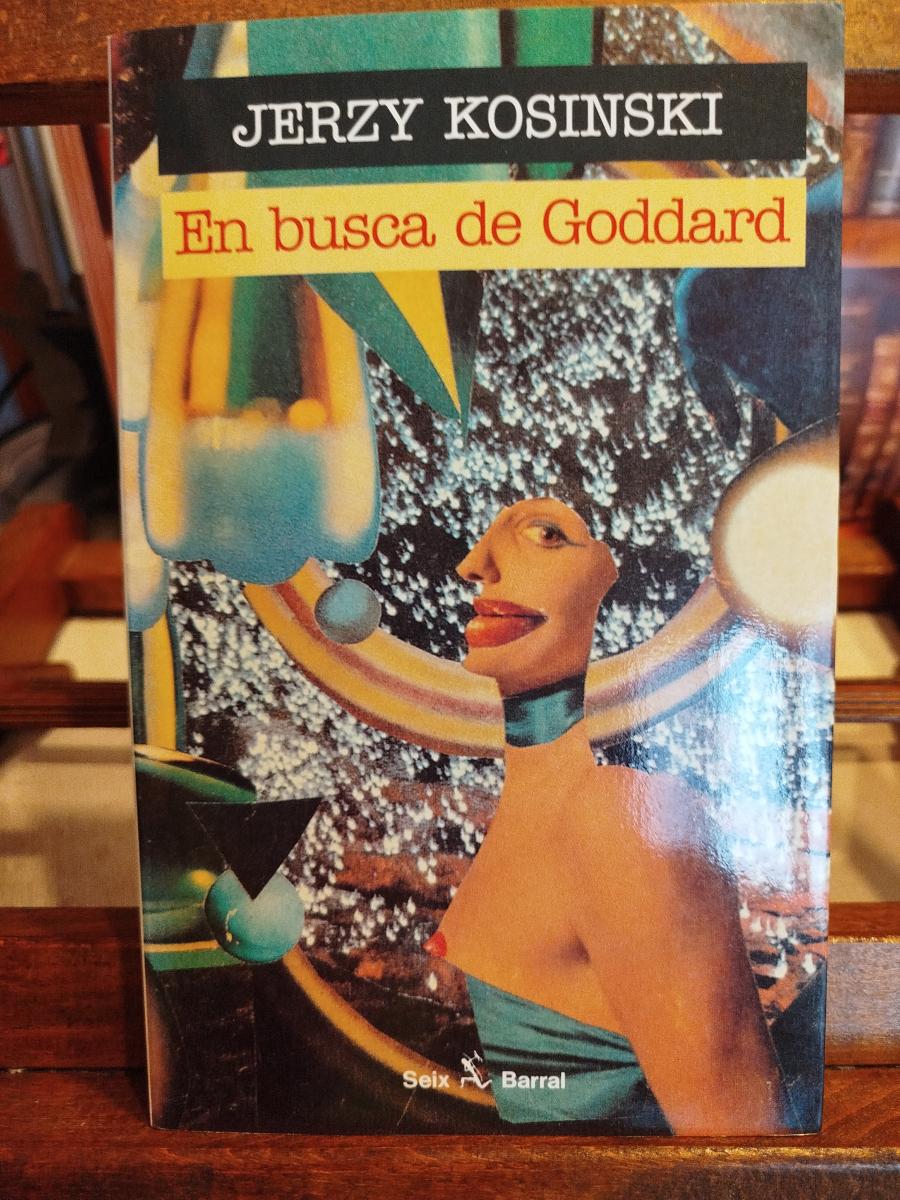 JERZY KOSINSKI
En busca de Goddard
Seix Barral